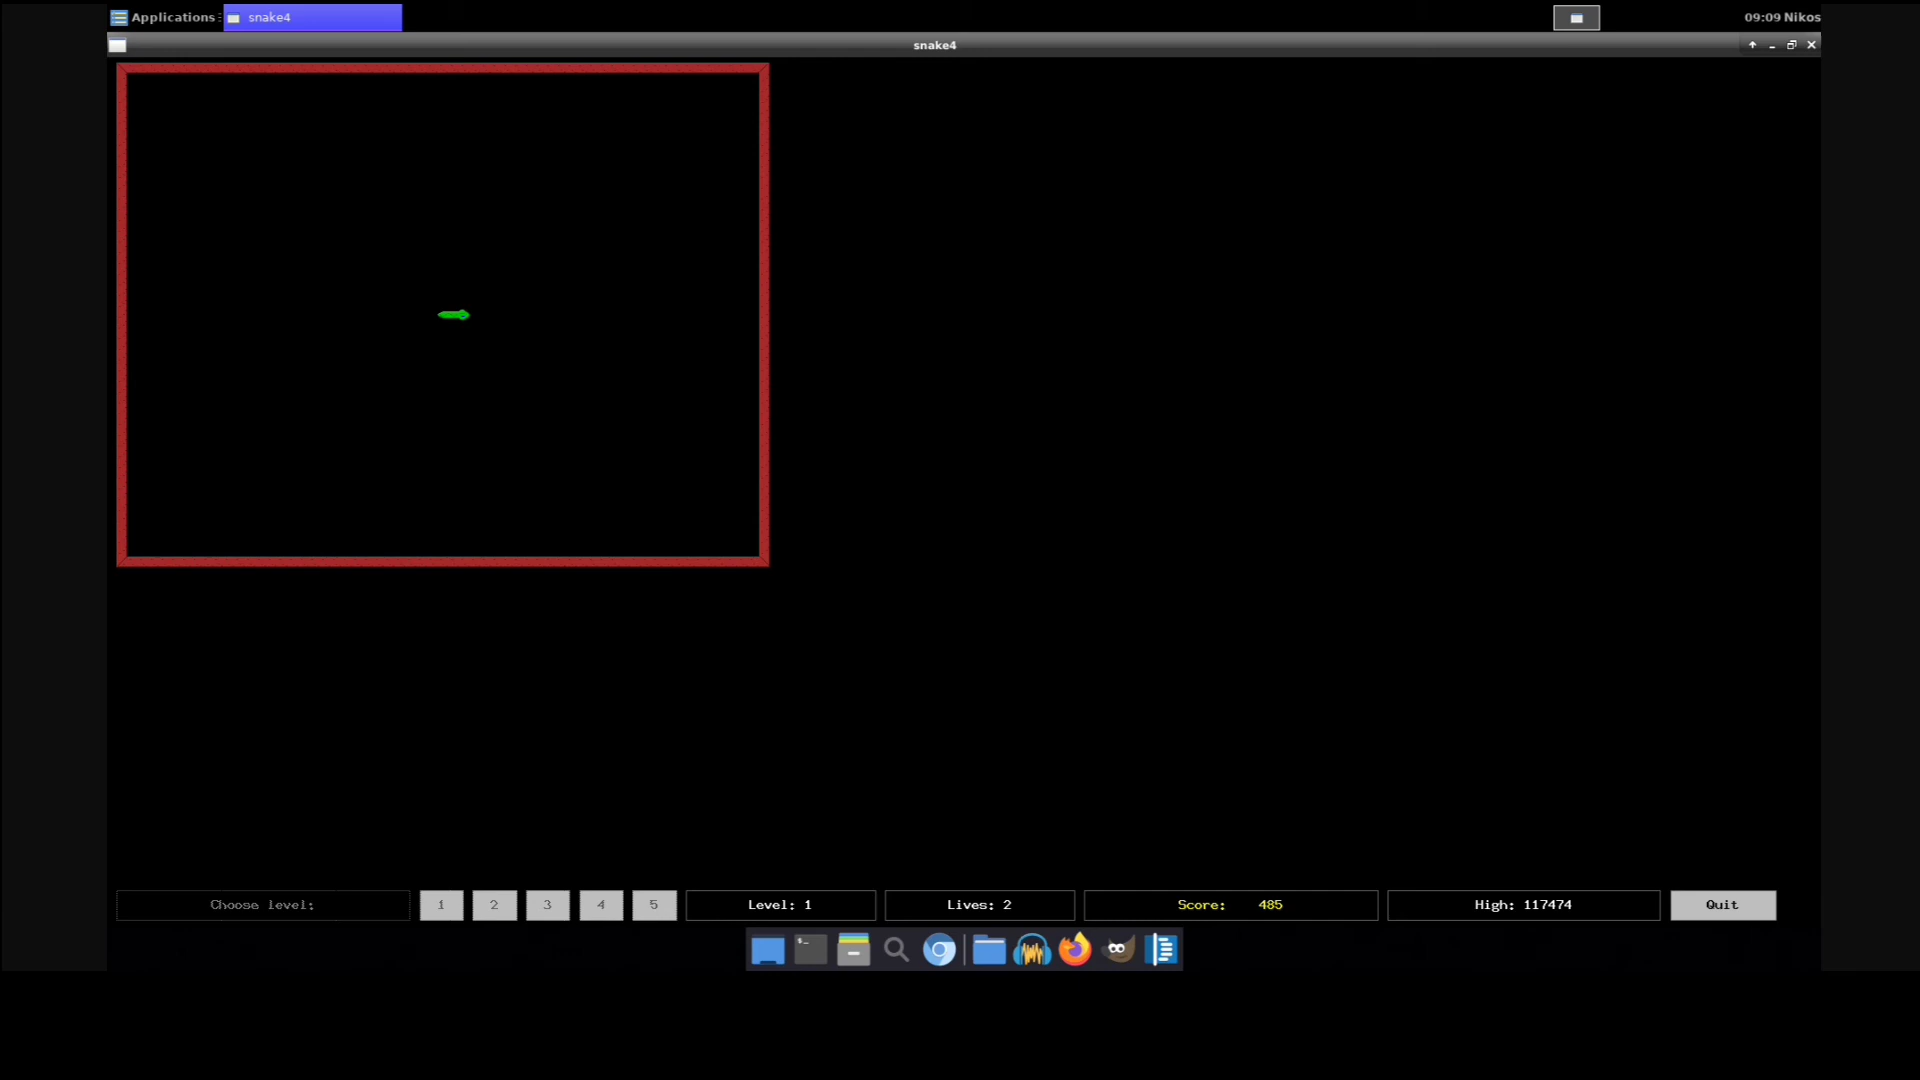 Applications :
snake4
09:09 Nikos
snake4
Choose level:
1
2
3
4
5
Level: 1
Lives: 2
Score: 485
High: 117474
Quit